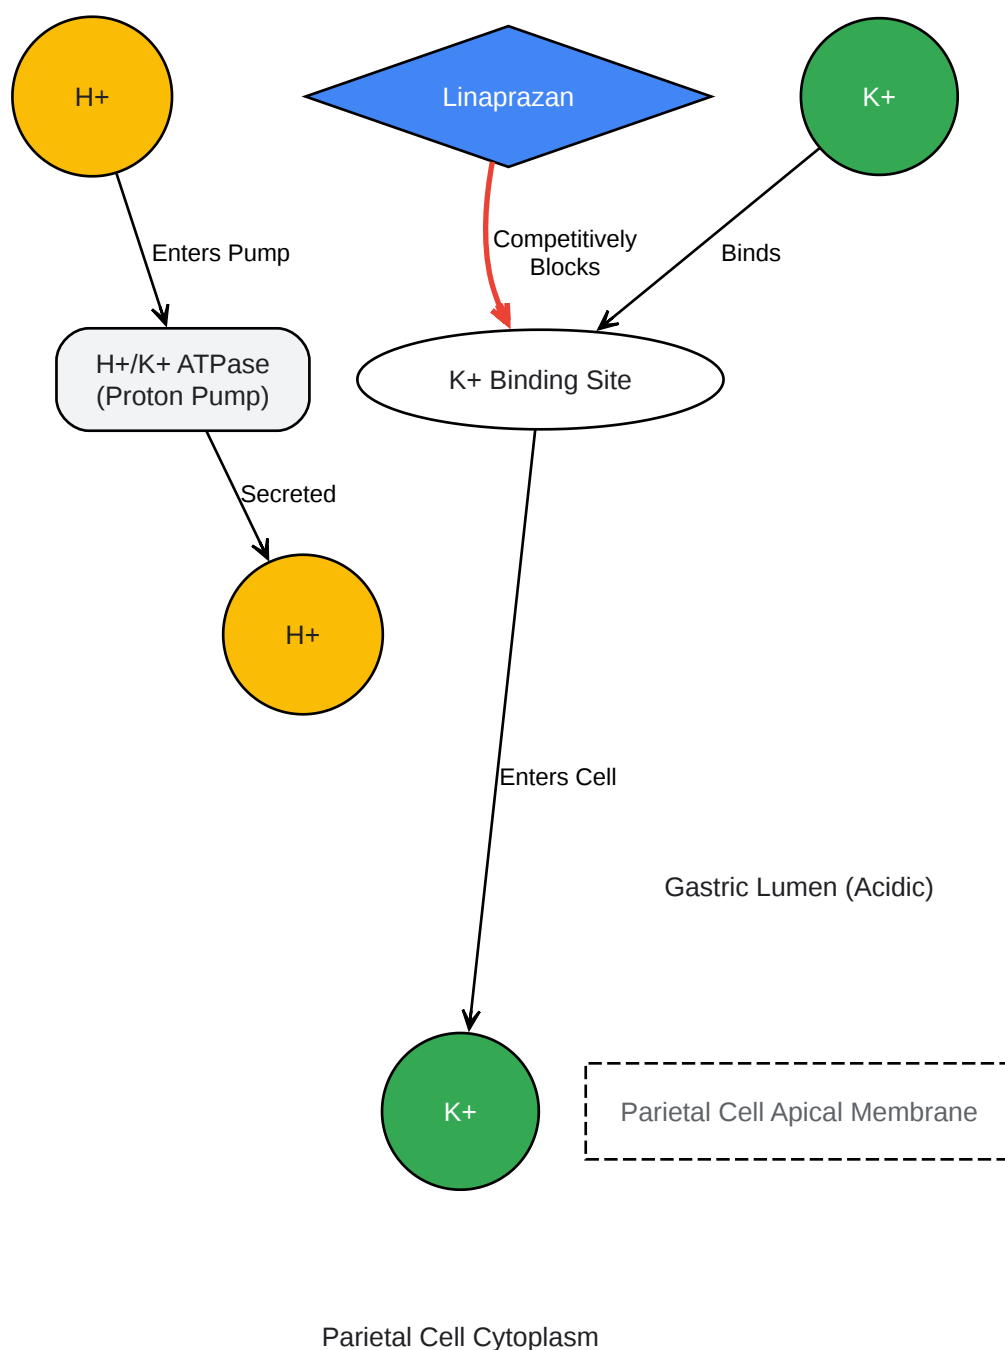 H+
Linaprazan
K+
Enters Pump
Competitively
Blocks
Binds
H+/K+ ATPase
(Proton Pump)
K+ Binding Site
Secreted
H+
Enters Cell
Gastric Lumen (Acidic)
K+
Parietal Cell Apical Membrane
Parietal Cell Cytoplasm